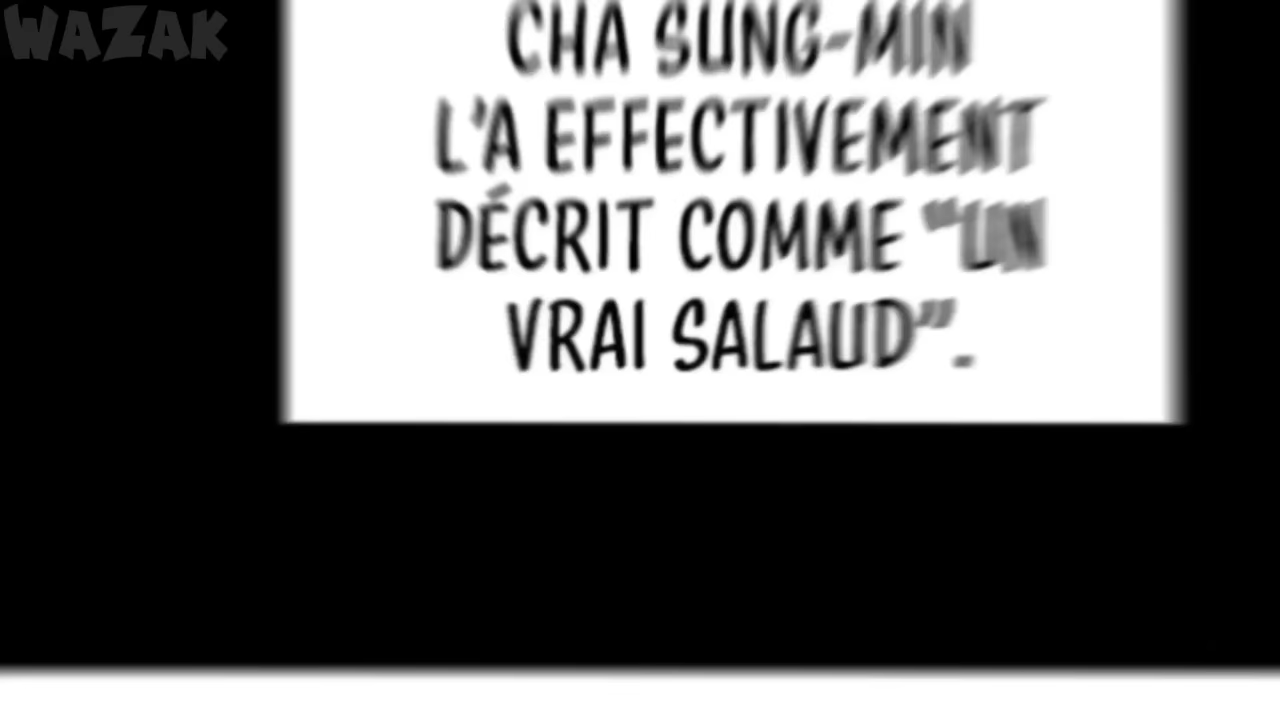 WAZAK
CHA SUNG-MIN
L'A EFFECTIVEMENT
DÉCRIT COMME "UN
VRAI SALAUD".